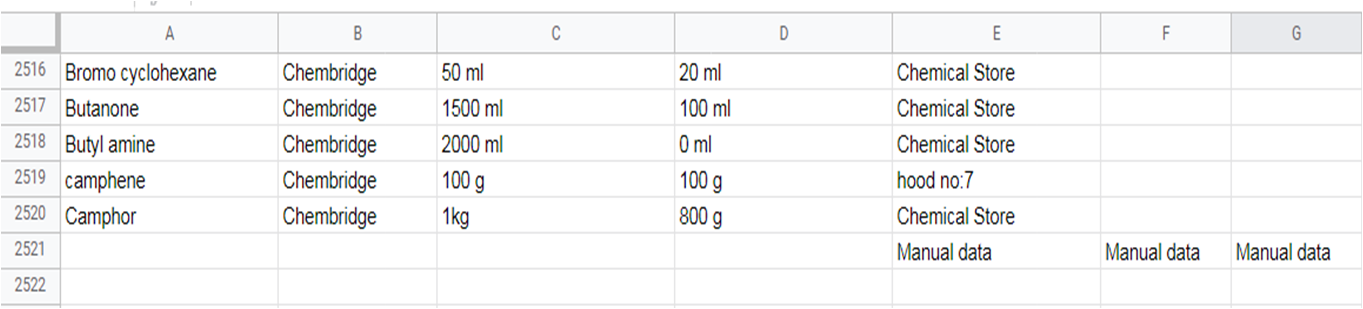 A B C D E F G
2516 Bromo cyclohexane Chembridge 50 ml 20 ml Chemical Store
2517 Butanone Chembridge 1500 ml 100 ml Chemical Store
2518 Butyl amine Chembridge 2000 ml 0 ml Chemical Store
2519 camphene Chembridge 100 g 100 g hood no:7
2520 Camphor Chembridge 1kg 800 g Chemical Store
2521 Manual data Manual data Manual data
2522